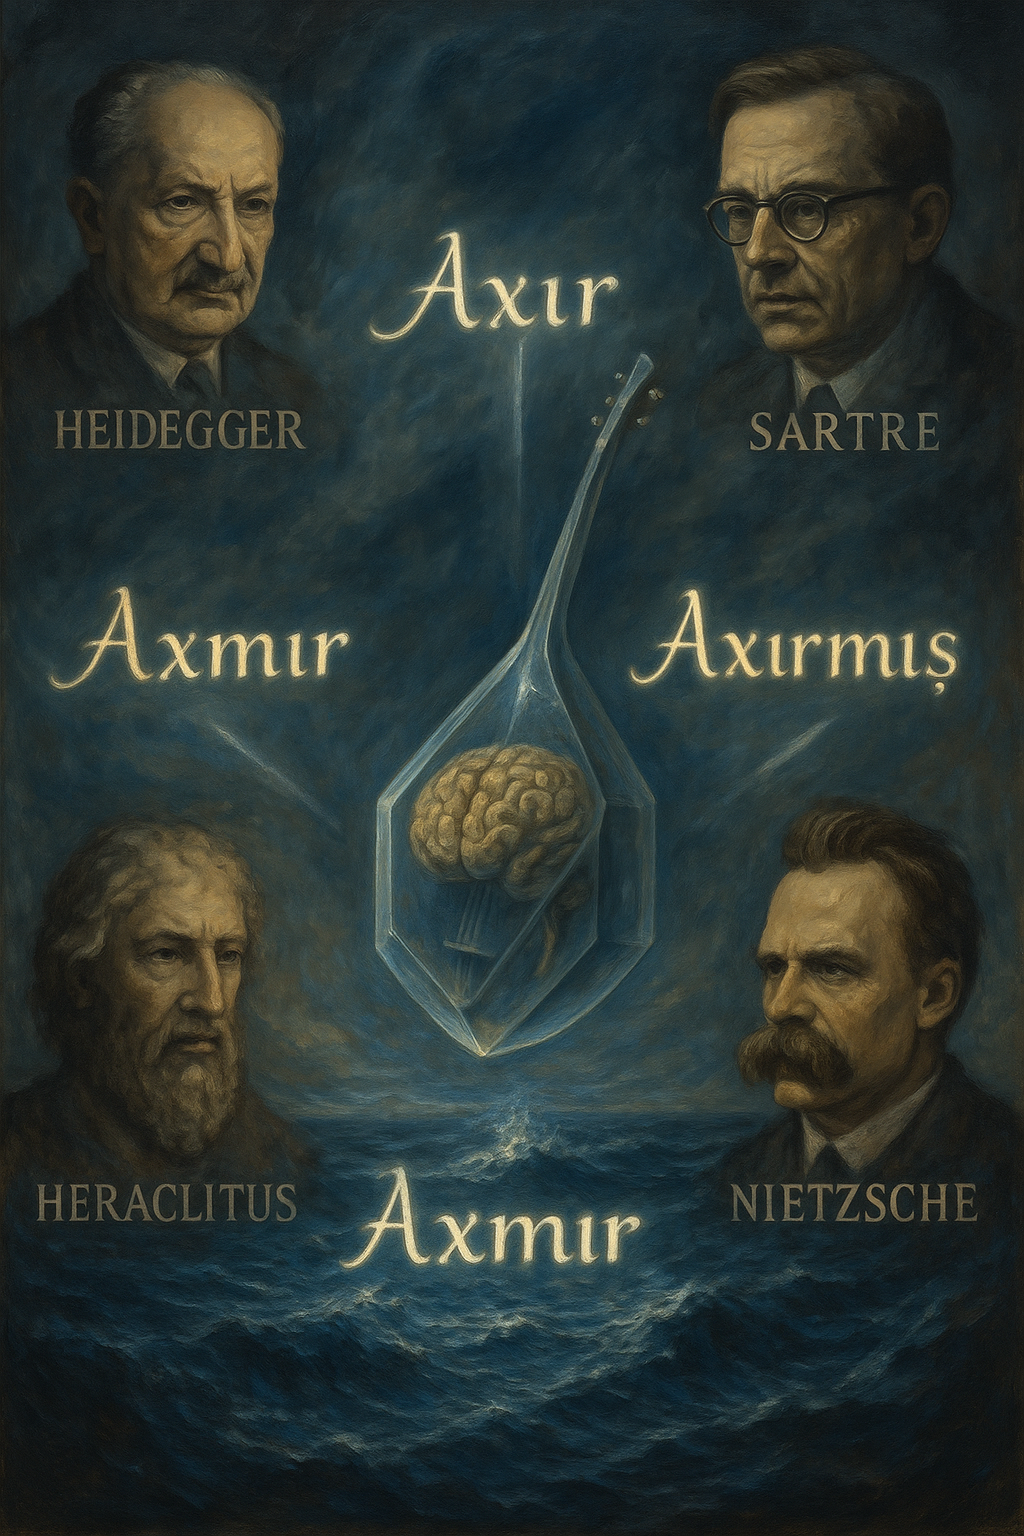 Axır
HEIDEGGER
SARTRE
Axmır
Axırmış
HERACLITUS
NIETZSCHE
Axmır